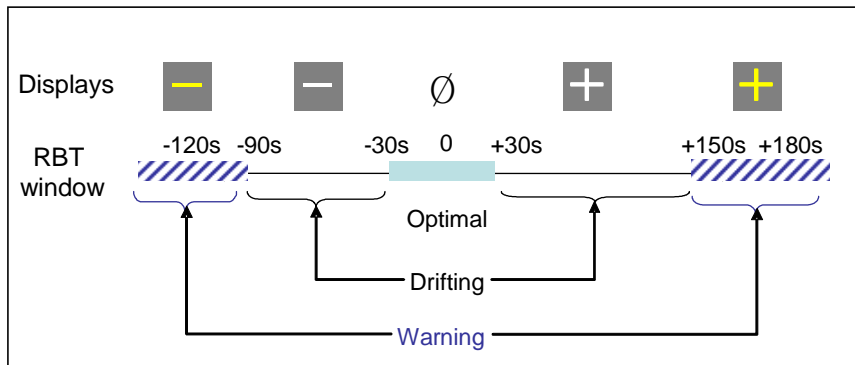 Displays − − ∅ + +
-120s -90s -30s 0 +30s +150s +180s
RBT
window
Optimal
Drifting
Warning